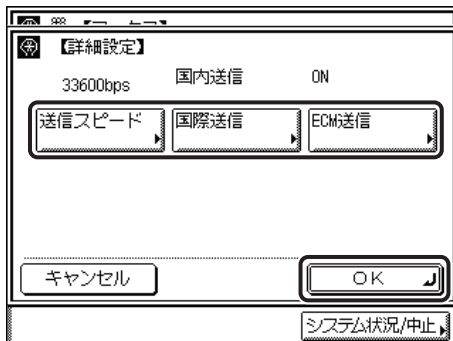 【詳細設定】
33600bps 国内送信 ON
送信スピード 国際送信 ECM送信
キャンセル OK
システム状況/中止